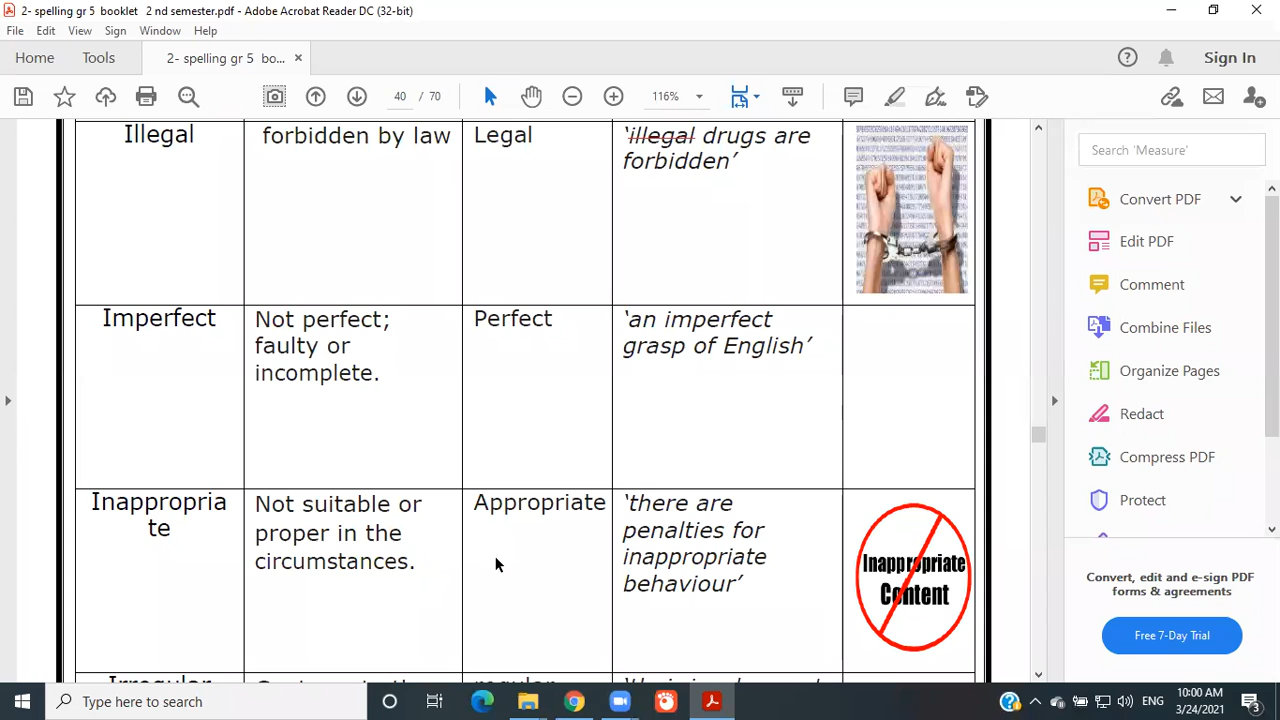 2- spelling gr 5 booklet 2 nd semester.pdf - Adobe Acrobat Reader DC (32-bit)
File Edit View Sign Window Help
Home Tools 2- spelling gr 5 bo... × Sign In
40 / 70 116%
Illegal forbidden by law Legal ‘illegal drugs are
forbidden’
Imperfect Not perfect; Perfect ‘an imperfect
faulty or grasp of English’
incomplete.
Inappropria Not suitable or Appropriate ‘there are
te proper in the penalties for
circumstances. inappropriate
behaviour’
Inappropriate
Content
Irregular regular
Search 'Measure'
Convert PDF
Edit PDF
Comment
Combine Files
Organize Pages
Redact
Compress PDF
Protect
Convert, edit and e-sign PDF
forms & agreements
Free 7-Day Trial
Type here to search
ENG
10:00 AM
3/24/2021
3